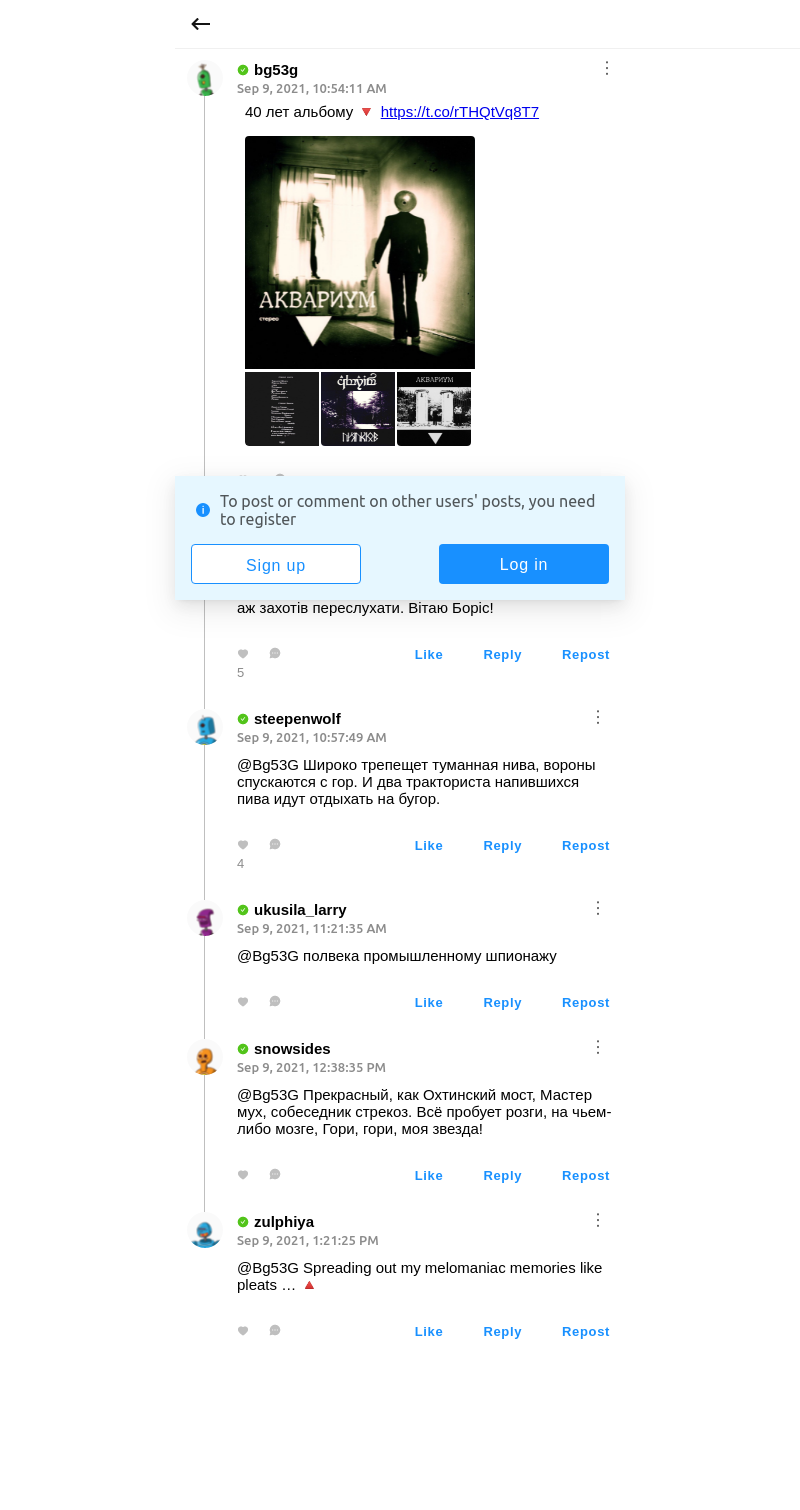 bg53g
Sep 9, 2021, 10:54:11 AM
40 лет альбому 🔻 https://t.co/rTHQtVq8T7
АКВАРИУМ
стерео
АКВАРИУМ
To post or comment on other users' posts, you need
to register
Sign up
Log in
аж захотів переслухати. Вітаю Боріс!
Like Reply Repost
5
steepenwolf
Sep 9, 2021, 10:57:49 AM
@Bg53G Широко трепещет туманная нива, вороны
спускаются с гор. И два тракториста напившихся
пива идут отдыхать на бугор.
Like Reply Repost
4
ukusila_larry
Sep 9, 2021, 11:21:35 AM
@Bg53G полвека промышленному шпионажу
Like Reply Repost
snowsides
Sep 9, 2021, 12:38:35 PM
@Bg53G Прекрасный, как Охтинский мост, Мастер
мух, собеседник стрекоз. Всё пробует розги, на чьем-
либо мозге, Гори, гори, моя звезда!
Like Reply Repost
zulphiya
Sep 9, 2021, 1:21:25 PM
@Bg53G Spreading out my melomaniac memories like
pleats … 🔺
Like Reply Repost